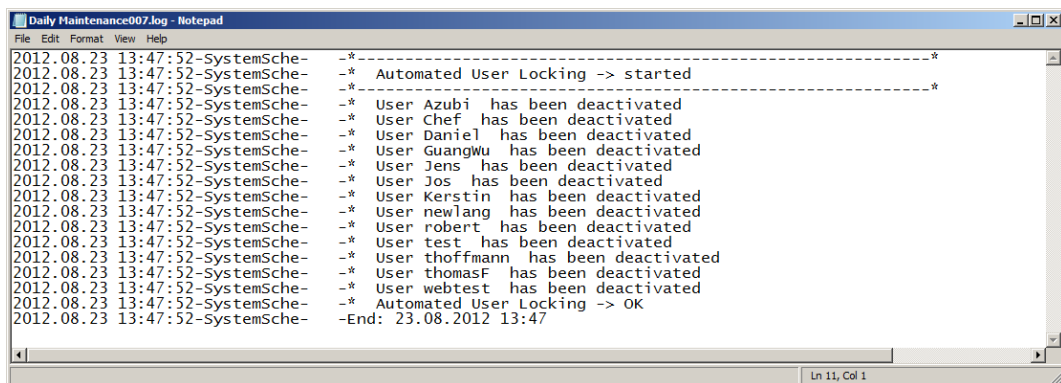 Daily Maintenance007.log - Notepad
File Edit Format View Help
2012.08.23 13:47:52-SystemSche-   -*------------------------------------------------------------------------*
2012.08.23 13:47:52-SystemSche-   -*  Automated User Locking -> started
2012.08.23 13:47:52-SystemSche-   -*------------------------------------------------------------------------*
2012.08.23 13:47:52-SystemSche-   -*  User Azubi  has been deactivated
2012.08.23 13:47:52-SystemSche-   -*  User Chef  has been deactivated
2012.08.23 13:47:52-SystemSche-   -*  User Daniel  has been deactivated
2012.08.23 13:47:52-SystemSche-   -*  User GuangWu  has been deactivated
2012.08.23 13:47:52-SystemSche-   -*  User Jens  has been deactivated
2012.08.23 13:47:52-SystemSche-   -*  User Jos  has been deactivated
2012.08.23 13:47:52-SystemSche-   -*  User Kerstin  has been deactivated
2012.08.23 13:47:52-SystemSche-   -*  User newlang  has been deactivated
2012.08.23 13:47:52-SystemSche-   -*  User robert  has been deactivated
2012.08.23 13:47:52-SystemSche-   -*  User test  has been deactivated
2012.08.23 13:47:52-SystemSche-   -*  User thoffmann  has been deactivated
2012.08.23 13:47:52-SystemSche-   -*  User thomasF  has been deactivated
2012.08.23 13:47:52-SystemSche-   -*  User webtest  has been deactivated
2012.08.23 13:47:52-SystemSche-   -*  Automated User Locking -> OK
2012.08.23 13:47:52-SystemSche-   -End: 23.08.2012 13:47
Ln 11, Col 1